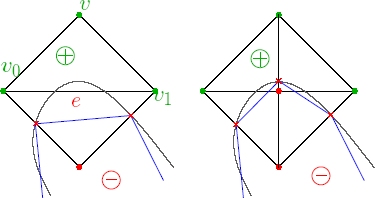 v
⊕
v₀
e
v₁
⊖
⊕
⊖